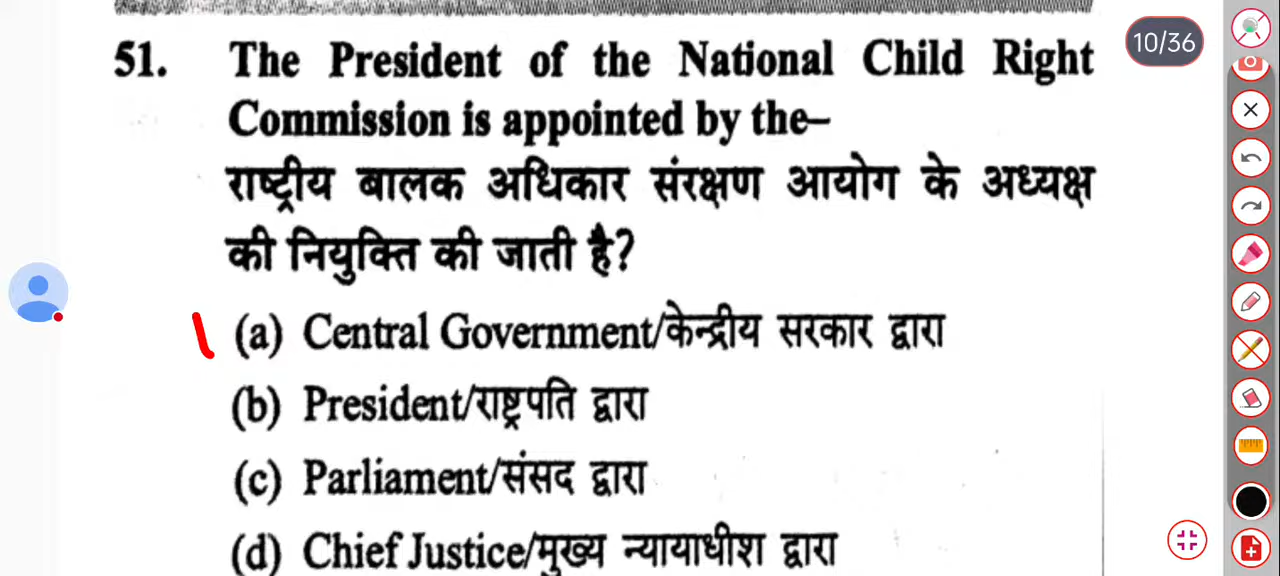 10/36
51. The President of the National Child Right
Commission is appointed by the–
राष्ट्रीय बालक अधिकार संरक्षण आयोग के अध्यक्ष
की नियुक्ति की जाती है?
(a) Central Government/केन्द्रीय सरकार द्वारा
(b) President/राष्ट्रपति द्वारा
(c) Parliament/संसद द्वारा
(d) Chief Justice/मुख्य न्यायाधीश द्वारा